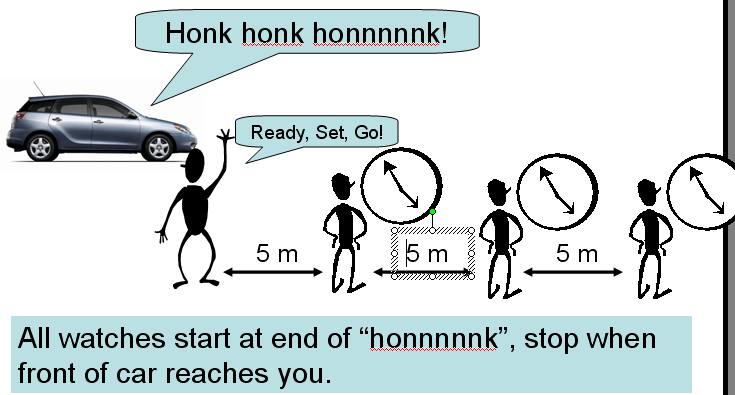 Honk honk honnnnnk!
Ready, Set, Go!
5 m
5 m
5 m
All watches start at end of “honnnnnk”, stop when
front of car reaches you.